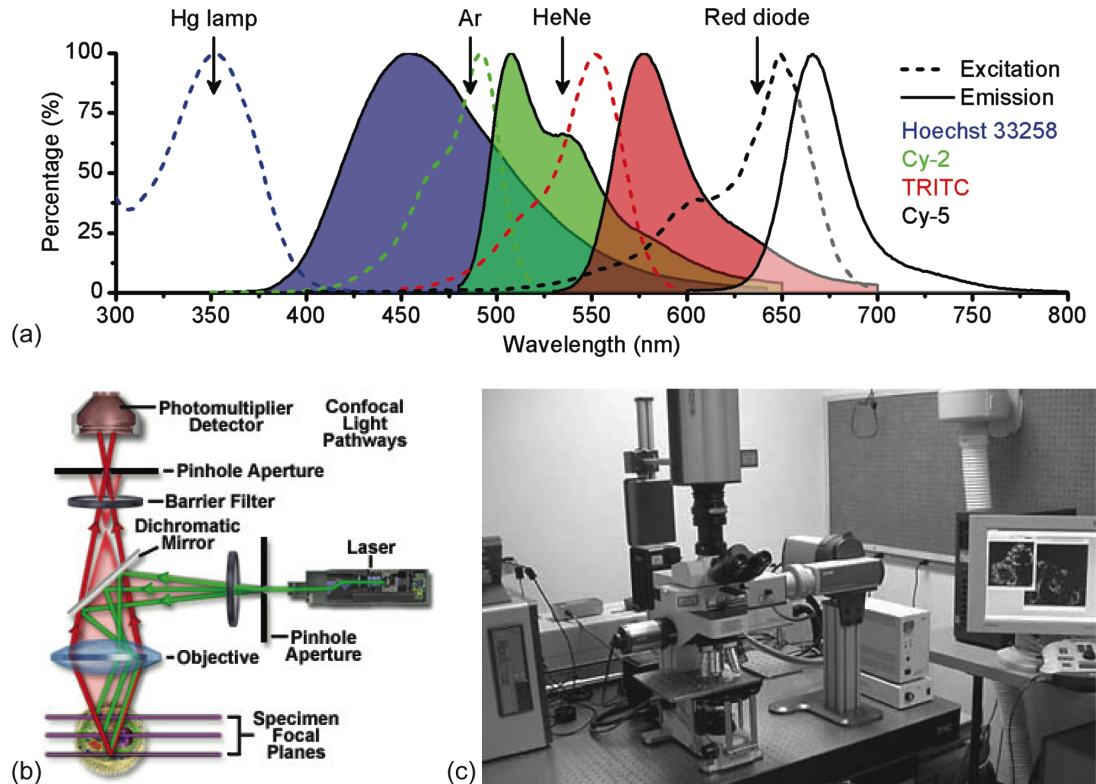 Hg lamp
Ar
HeNe
Red diode
100
75
50
25
0
Percentage (%)
Excitation
Emission
Hoechst 33258
Cy-2
TRITC
Cy-5
300
350
400
450
500
550
600
650
700
750
800
Wavelength (nm)
(a)
Photomultiplier
Detector
Confocal
Light
Pathways
Pinhole Aperture
Barrier Filter
Dichromatic
Mirror
Laser
Pinhole
Aperture
Objective
Specimen
Focal
Planes
(b)
(c)